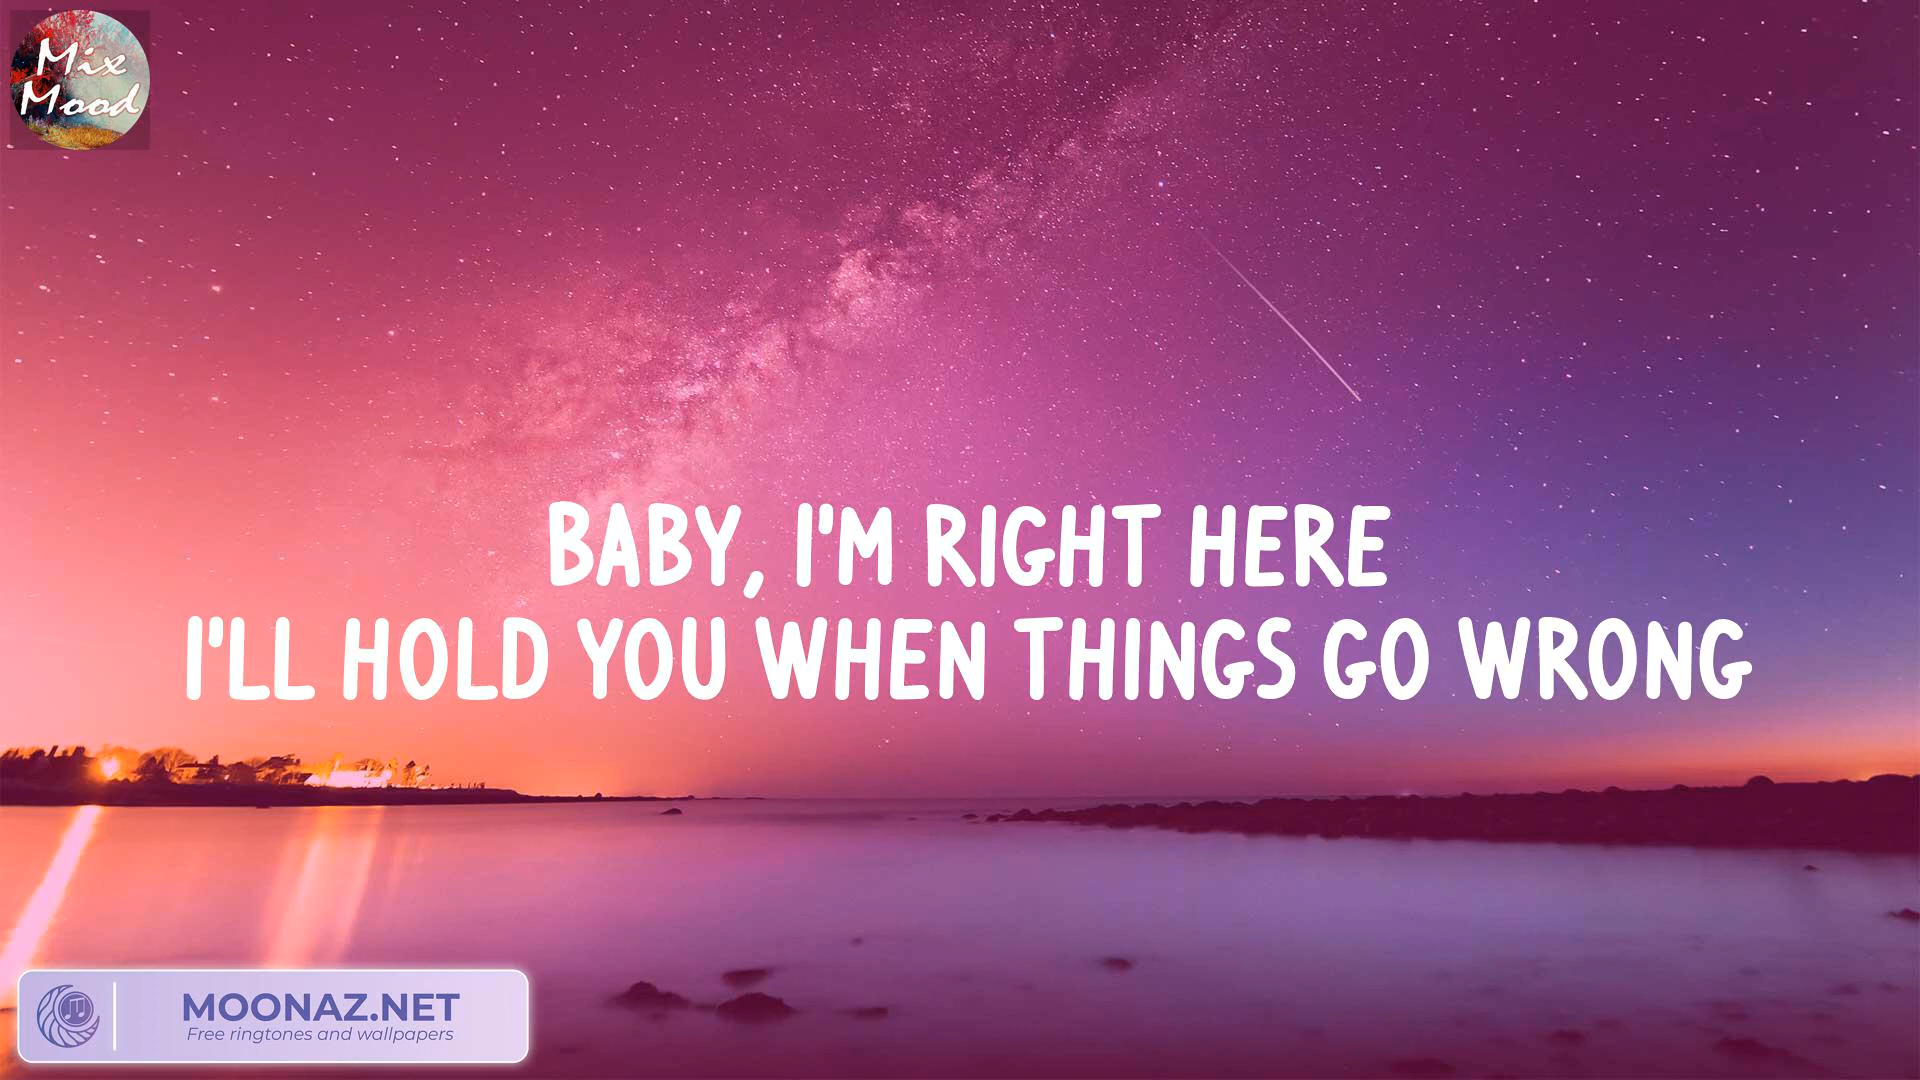 Mix
Mood
BABY, I'M RIGHT HERE
I'LL HOLD YOU WHEN THINGS GO WRONG
MOONAZ.NET
Free ringtones and wallpapers